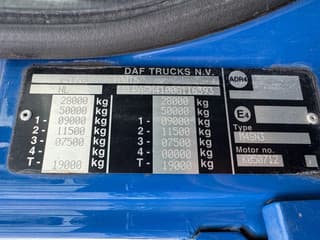 DAF TRUCKS N.V.
ADR4
NL
28000 kg 28000 kg
50000 kg 50000 kg
1- 09000 kg 1- 09000 kg
2- 11500 kg 2- 11500 kg
3- 07500 kg 3- 07500 kg
4- kg 4- 00000 kg
T- 19000 kg T- 19000 kg
E4
Type
Motor no.